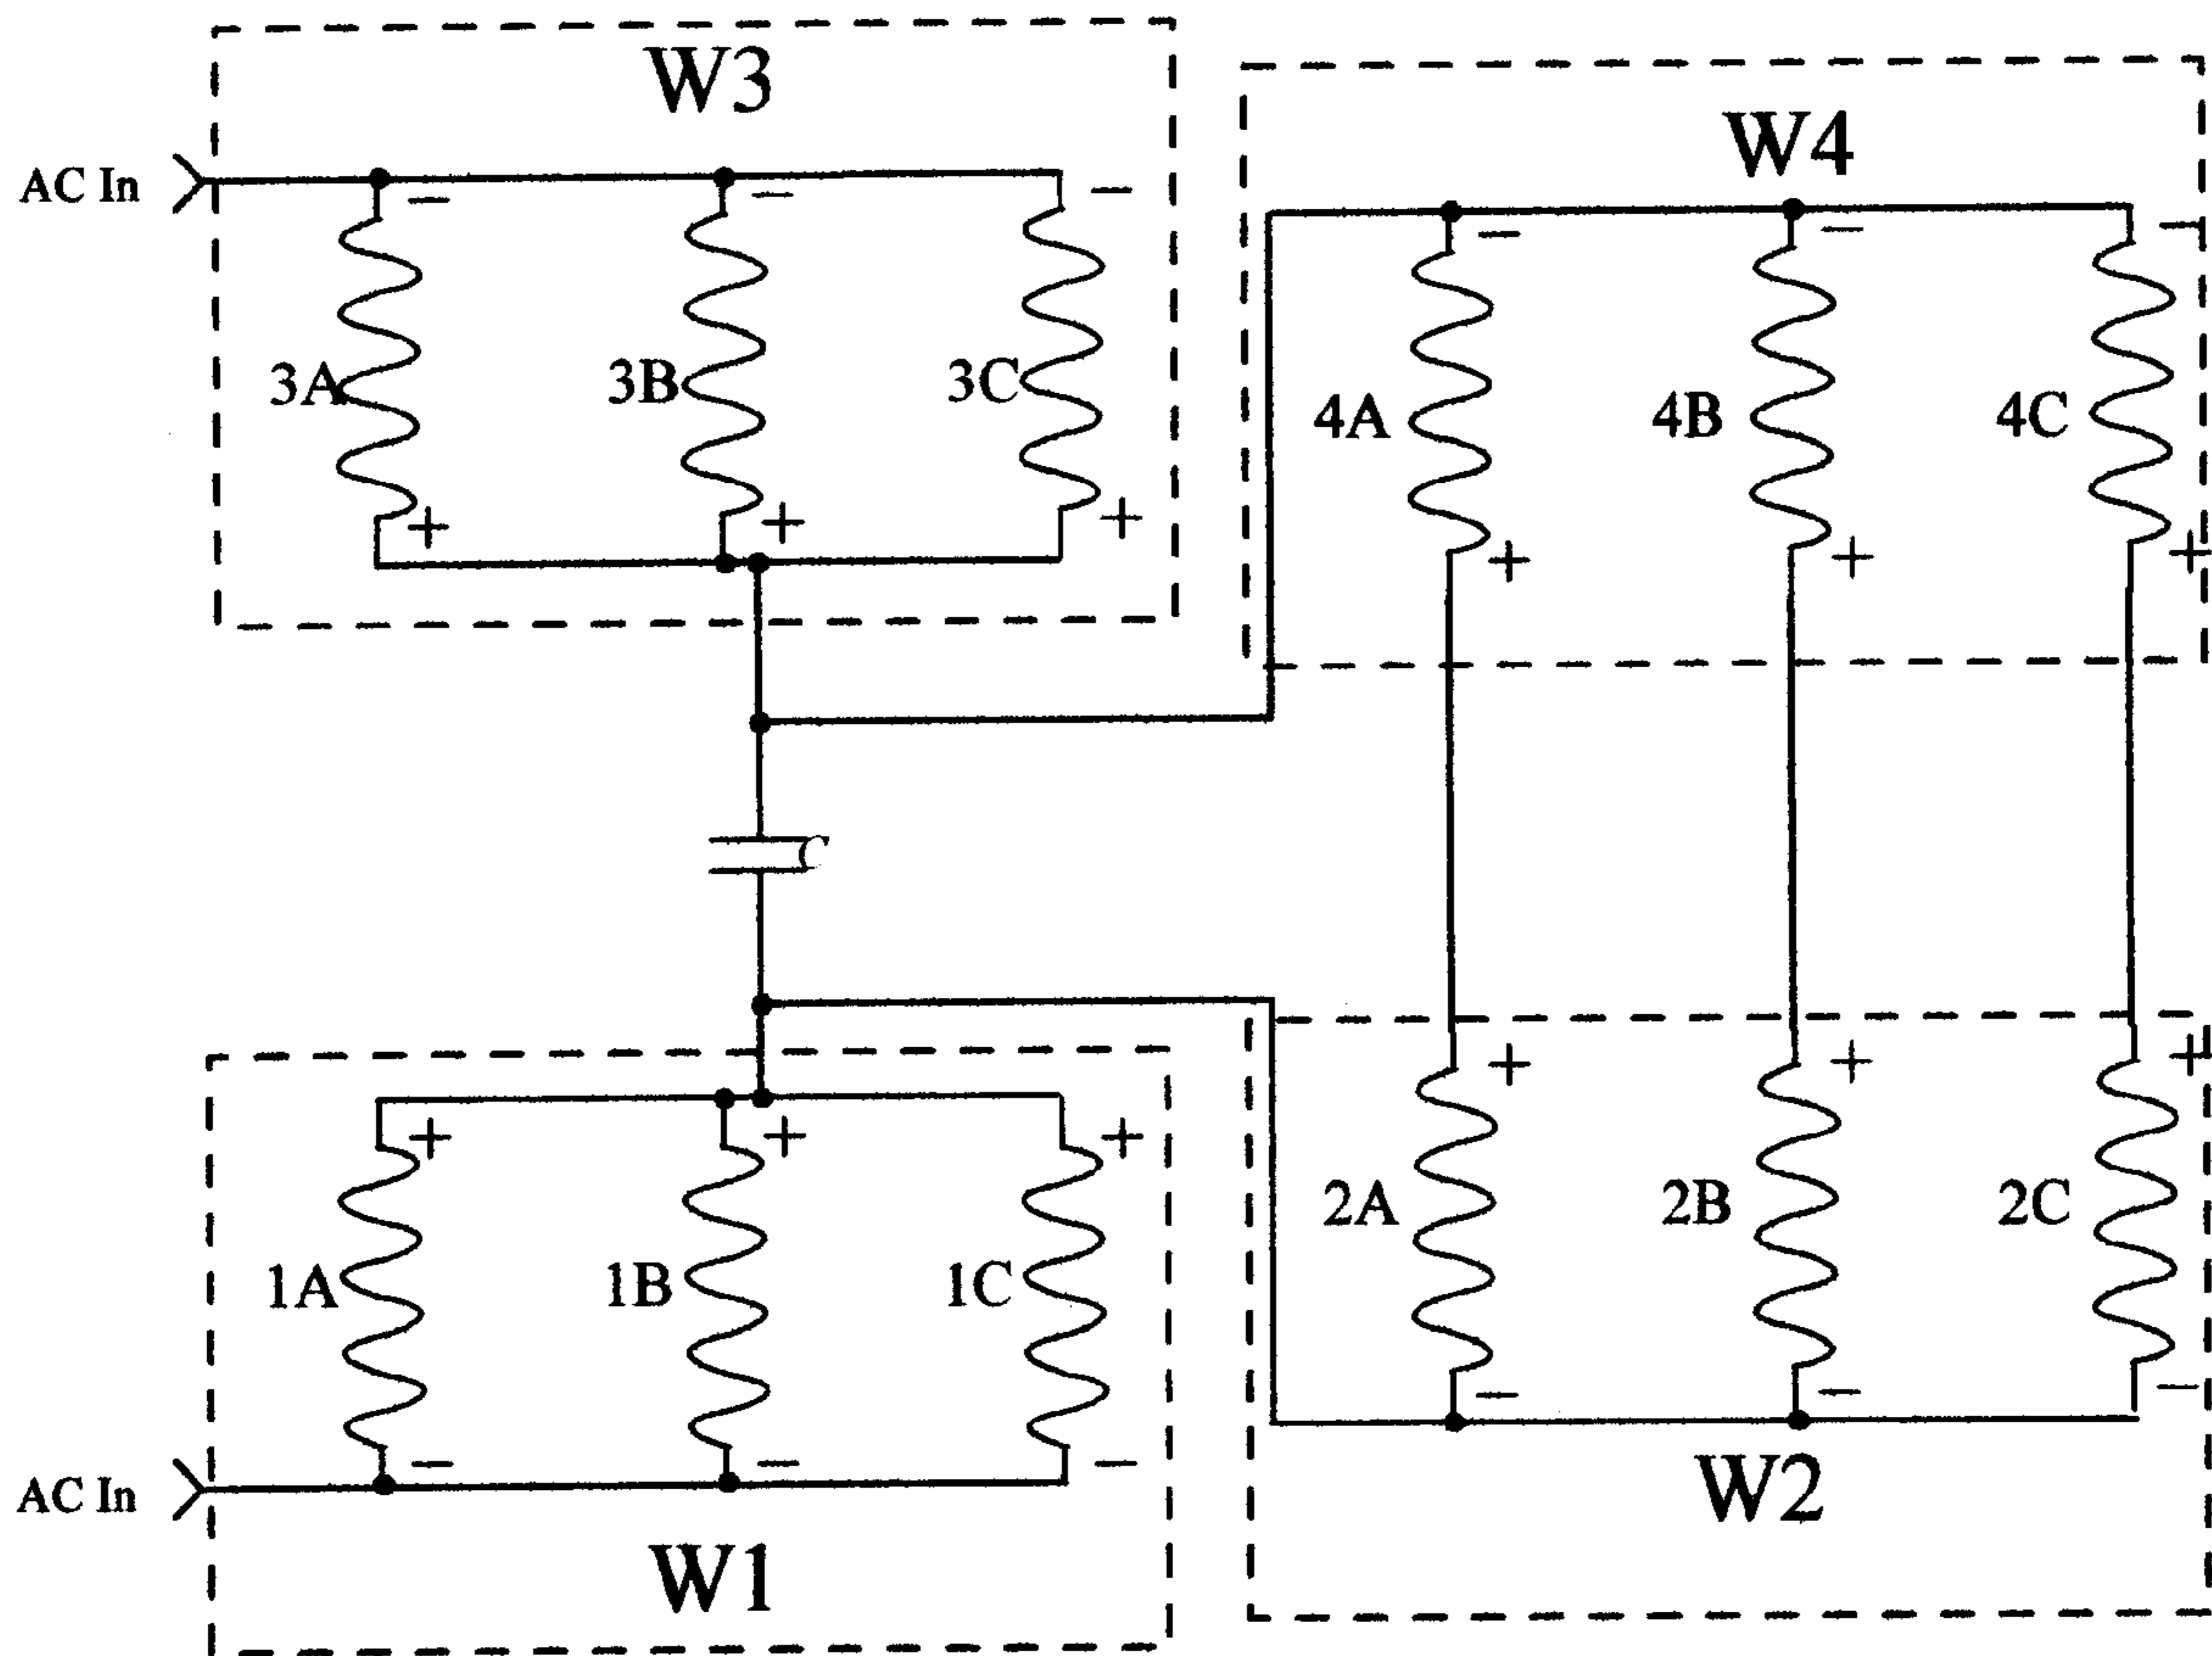 W3
W4
AC In
− − −
− − −
3A 3B 3C
4A 4B 4C
+ + +
+ + +
C
+ + +
+ + +
2A 2B 2C
1A 1B 1C
− − −
− − −
AC In
W2
W1